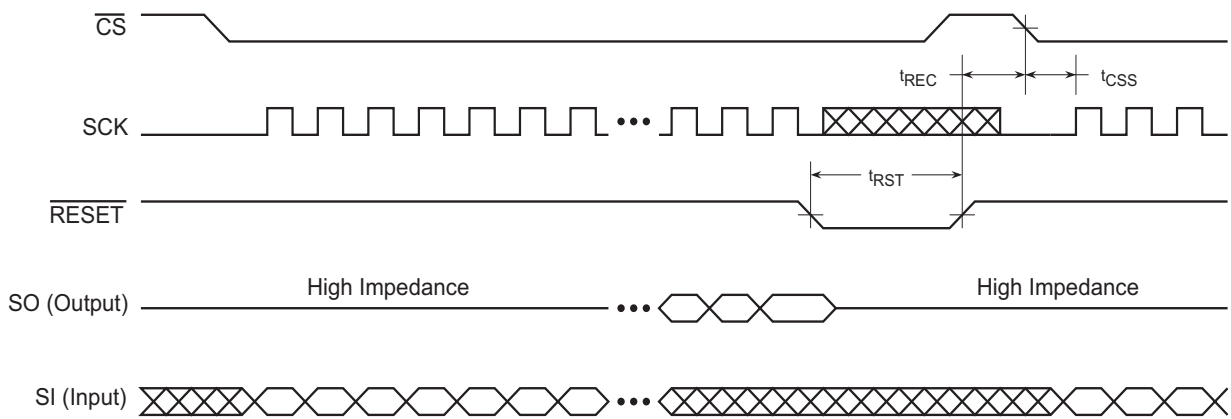 CS
tREC
tCSS
SCK
•••
tRST
RESET
SO (Output)
High Impedance
•••
High Impedance
SI (Input)
•••